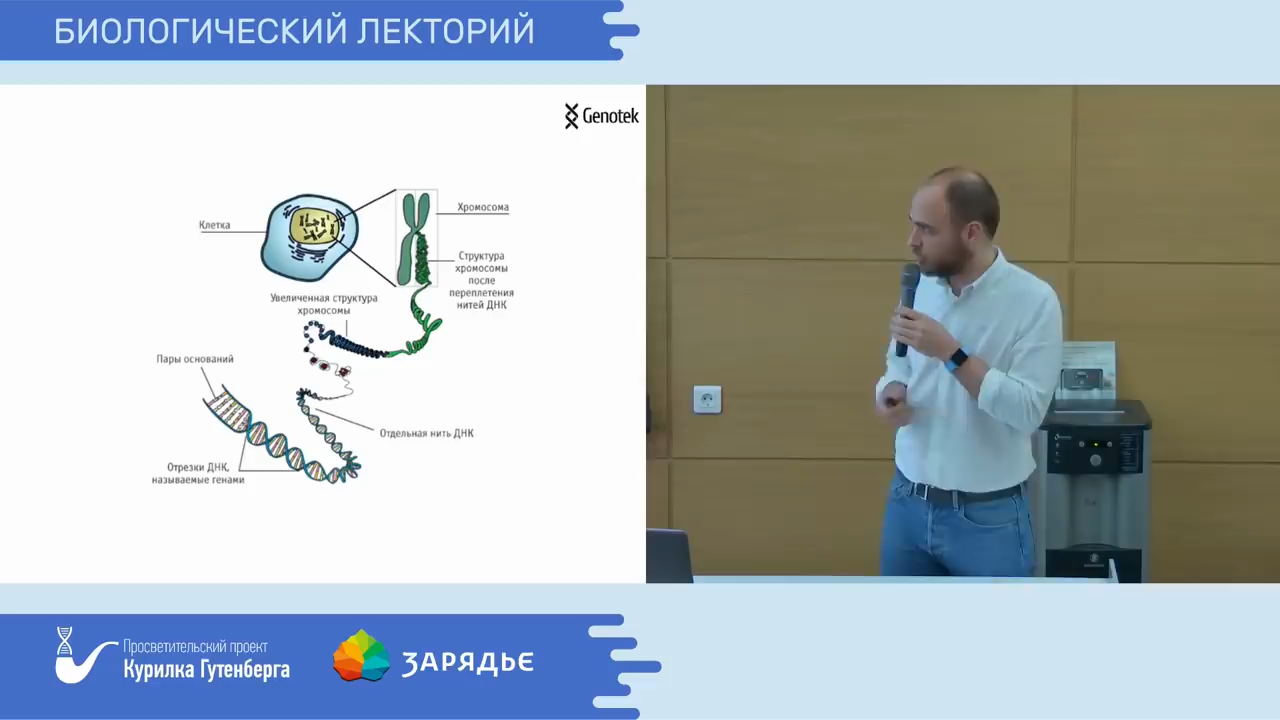 БИОЛОГИЧЕСКИЙ ЛЕКТОРИЙ
Genotek
Клетка
Хромосома
Структура
хромосомы
после
переплетения
нитей ДНК
Увеличенная структура
хромосомы
Пары оснований
Отдельная нить ДНК
Отрезки ДНК,
называемые генами
Просветительский проект
Курилка Гутенберга
ЗАРЯДЬЕ